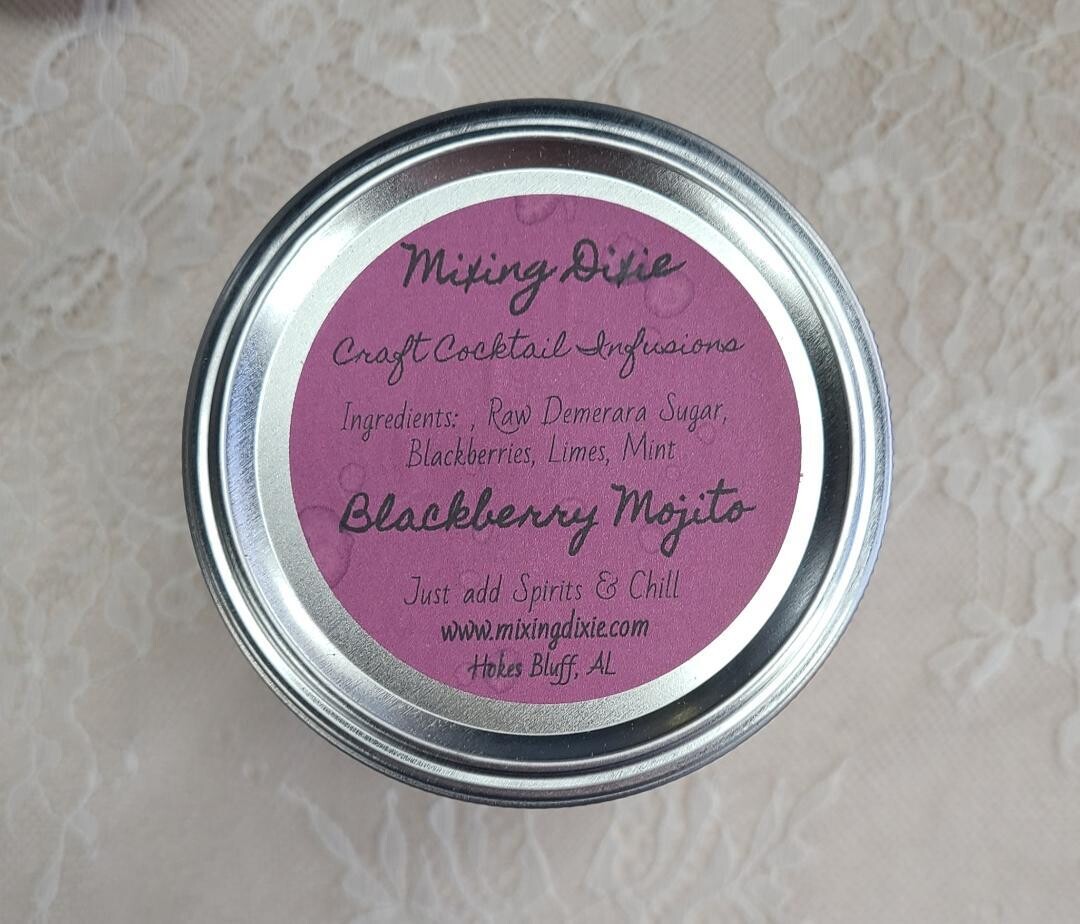 Mixing Dixie
Craft Cocktail Infusions
Ingredients: , Raw Demerara Sugar,
Blackberries, Limes, Mint
Blackberry Mojito
Just add Spirits & Chill
www.mixingdixie.com
Hokes Bluff, AL